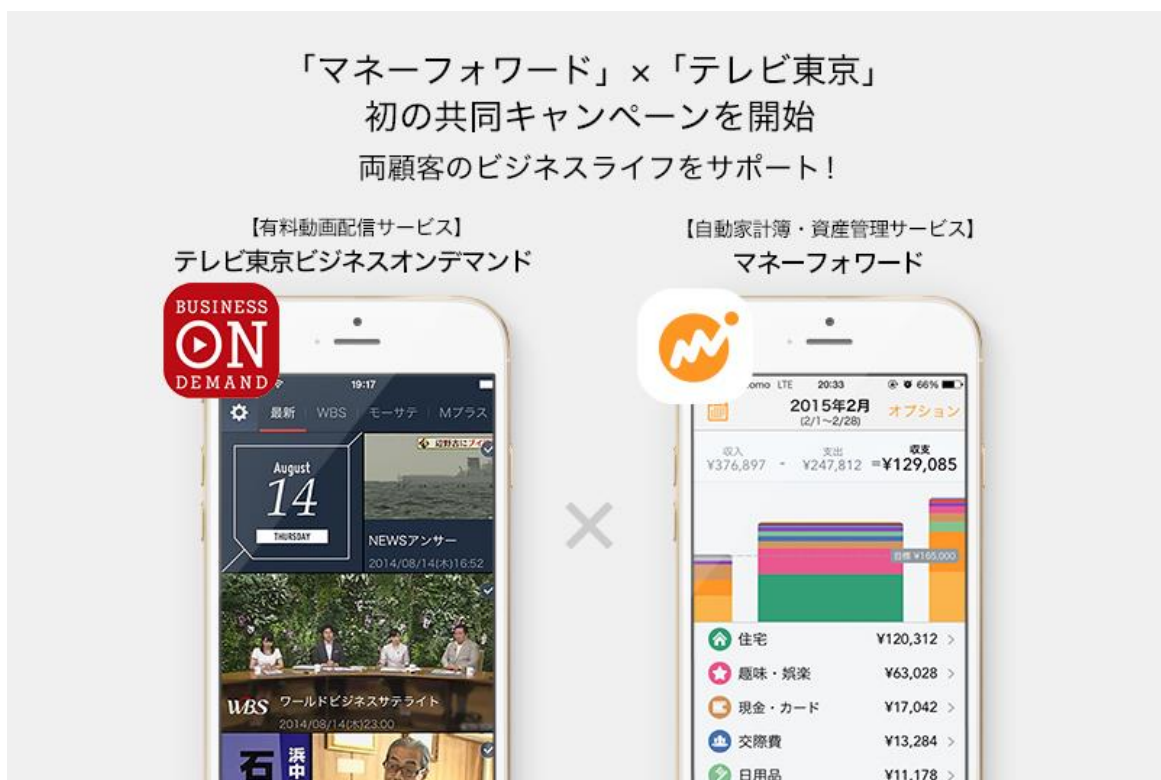 「マネーフォワード」×「テレビ東京」
初の共同キャンペーンを開始
両顧客のビジネスライフをサポート！
【有料動画配信サービス】
テレビ東京ビジネスオンデマンド
BUSINESS
ON
DEMAND
19:17
最新 WBS モーサテ Mプラス
August
14
THURSDAY
NEWSアンサー
2014/08/14(木)16:52
WBS ワールドビジネスサテライト
2014/08/14(木)23:00
浜中
石
×
【自動家計簿・資産管理サービス】
マネーフォワード
omo LTE 20:33 66%
2015年2月 オプション
(2/1〜2/28)
収入 支出 収支
¥376,897 - ¥247,812 =¥129,085
目標 ¥165,000
住宅 ¥120,312 >
趣味・娯楽 ¥63,028 >
現金・カード ¥17,042 >
交際費 ¥13,284 >
日用品 ¥11,178 >